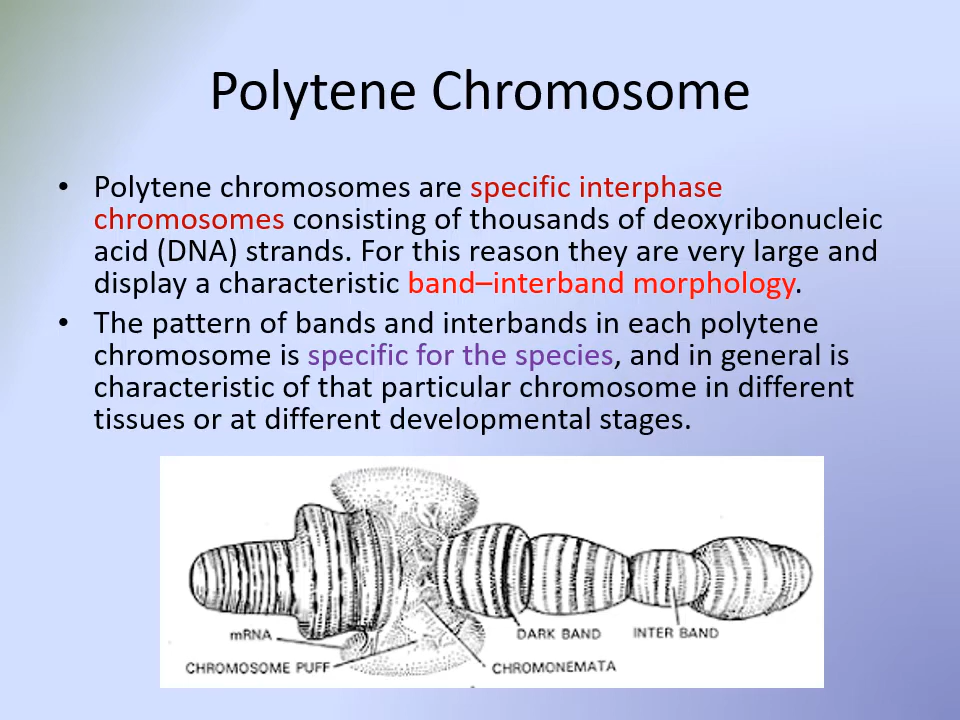 Polytene Chromosome
• Polytene chromosomes are specific interphase
chromosomes consisting of thousands of deoxyribonucleic
acid (DNA) strands. For this reason they are very large and
display a characteristic band–interband morphology.
• The pattern of bands and interbands in each polytene
chromosome is specific for the species, and in general is
characteristic of that particular chromosome in different
tissues or at different developmental stages.
mRNA
DARK BAND
INTER BAND
CHROMOSOME PUFF
CHROMONEMATA